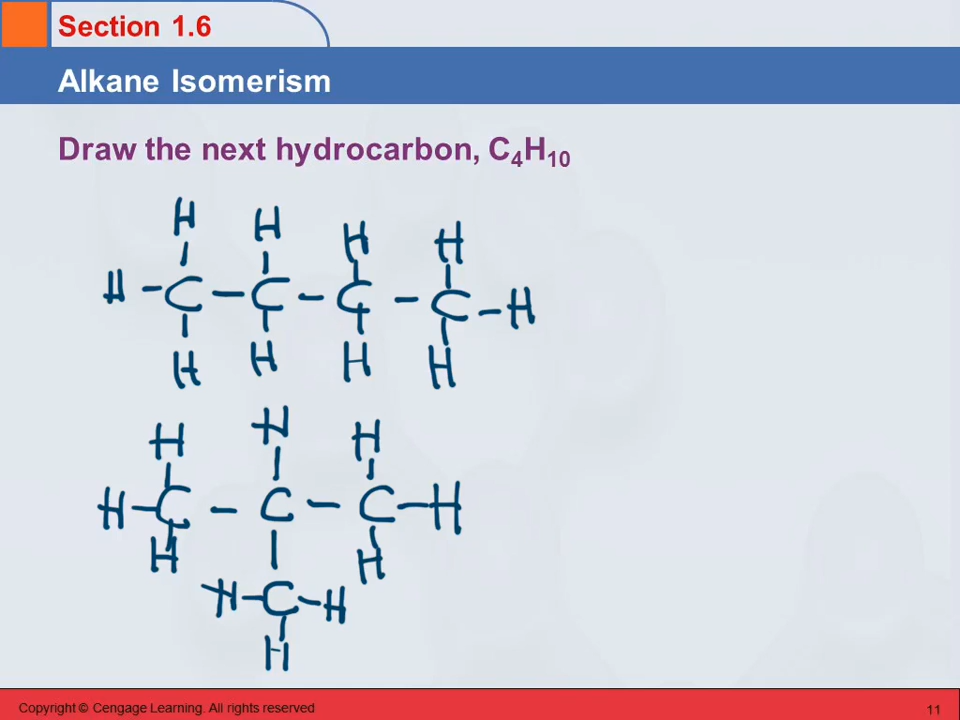 Section 1.6
Alkane Isomerism
Draw the next hydrocarbon, C₄H₁₀
H H H H
H - C - C - C - C - H
H H H H
H H H
H - C - C - C - H
H H
H - C - H
H
Copyright © Cengage Learning. All rights reserved 11